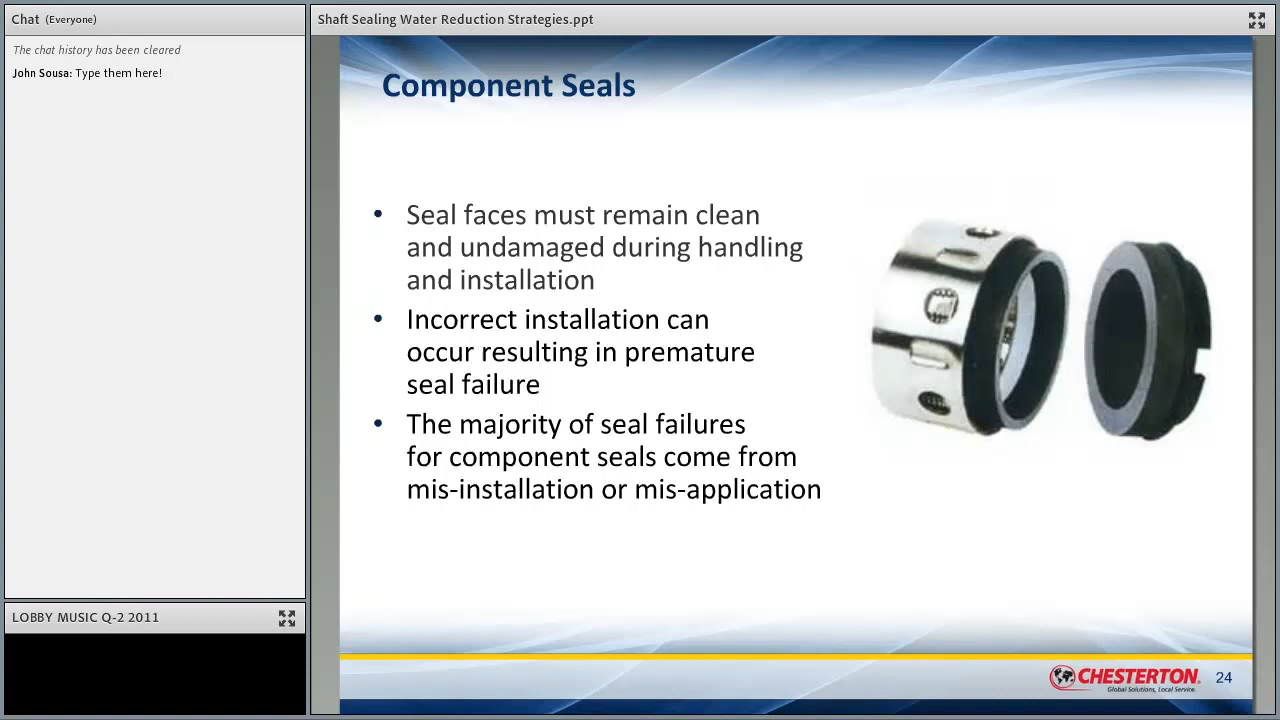 Chat (Everyone)
The chat history has been cleared
John Sousa: Type them here!
LOBBY MUSIC Q-2 2011
Shaft Sealing Water Reduction Strategies.ppt
Component Seals
• Seal faces must remain clean
and undamaged during handling
and installation
• Incorrect installation can
occur resulting in premature
seal failure
• The majority of seal failures
for component seals come from
mis-installation or mis-application
CHESTERTON
Global Solutions, Local Service.
24